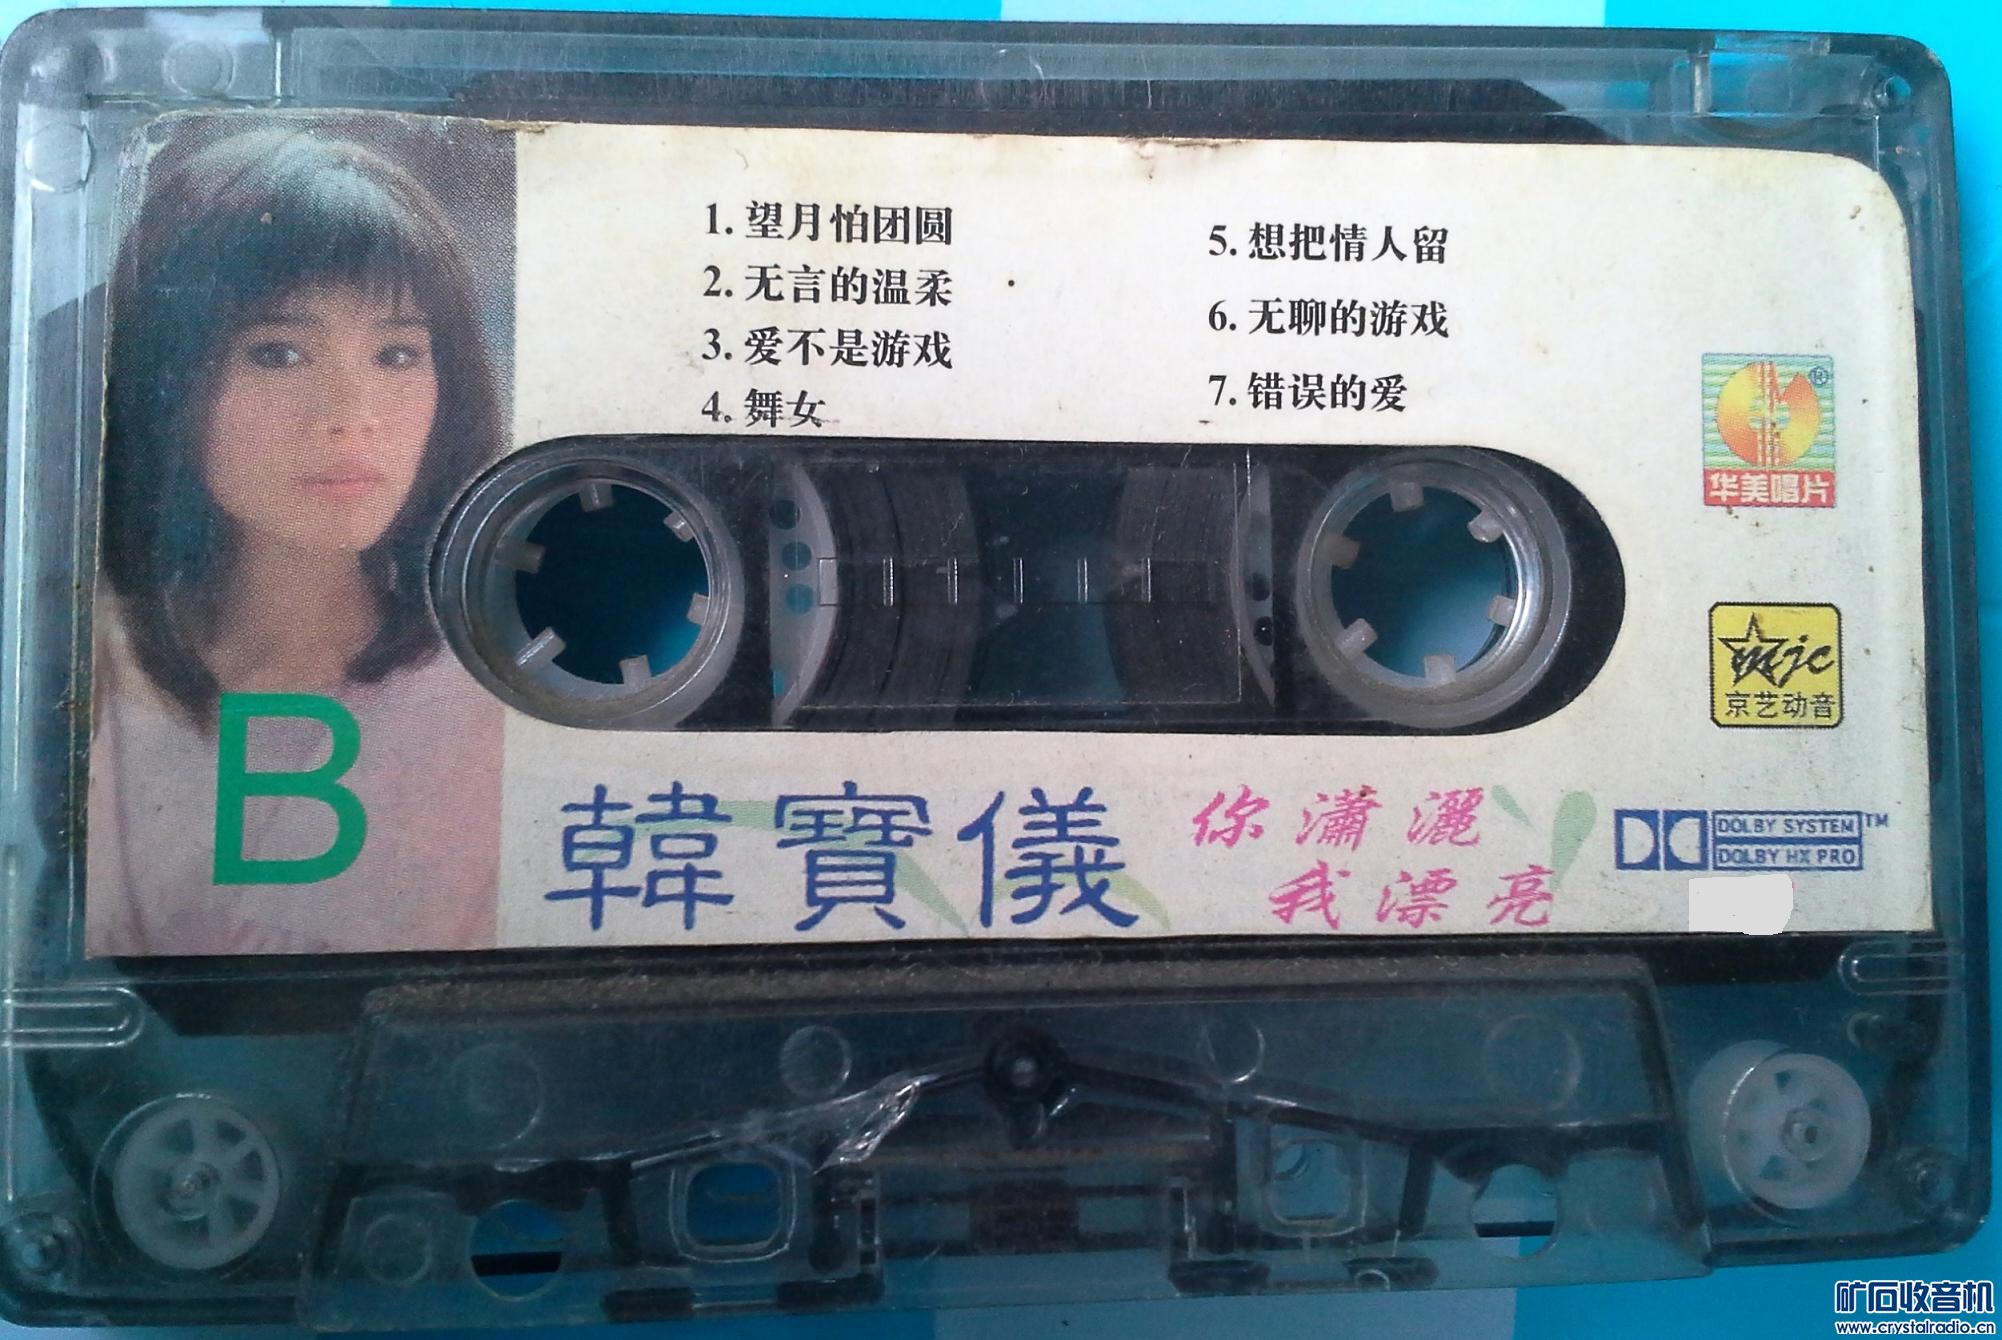 1. 望月怕团圆
2. 无言的温柔
3. 爱不是游戏
4. 舞女
5. 想把情人留
6. 无聊的游戏
7. 错误的爱
®
华美唱片
mjc
京艺动音
B
韓寶儀
你瀟灑
我漂亮
DOLBY SYSTEM™
DOLBY HX PRO
矿石收音机
www.crystalradio.cn